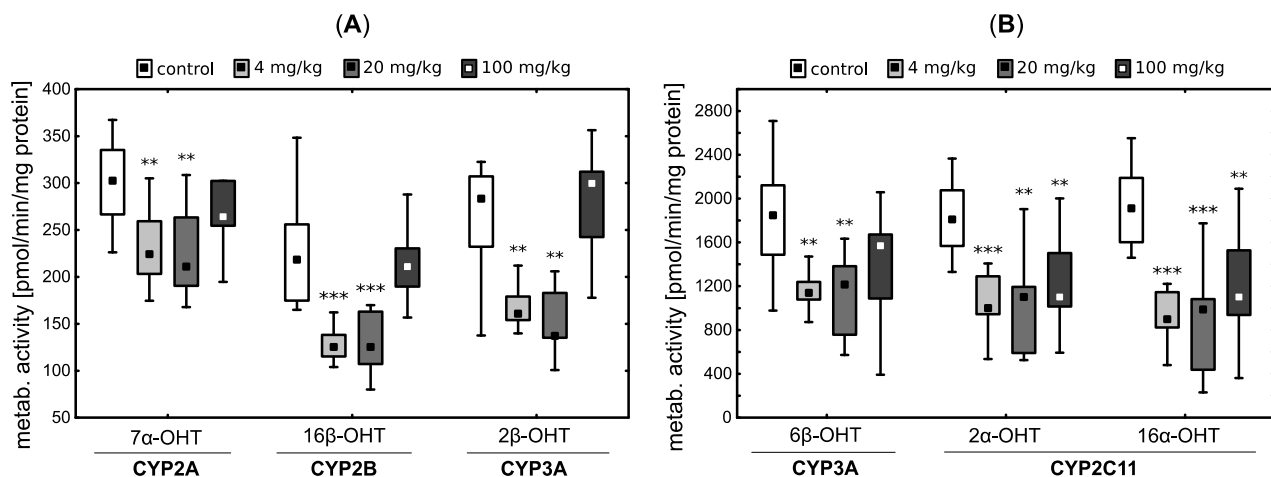 (A)
control 4 mg/kg 20 mg/kg 100 mg/kg
metab. activity [pmol/min/mg protein]
400
350
300
250
200
150
100
50
** **
*** ***
** **
7α-OHT 16β-OHT 2β-OHT
CYP2A CYP2B CYP3A
(B)
control 4 mg/kg 20 mg/kg 100 mg/kg
metab. activity [pmol/min/mg protein]
2800
2400
2000
1600
1200
800
400
0
** **
*** ** **
*** *** **
6β-OHT 2α-OHT 16α-OHT
CYP3A CYP2C11